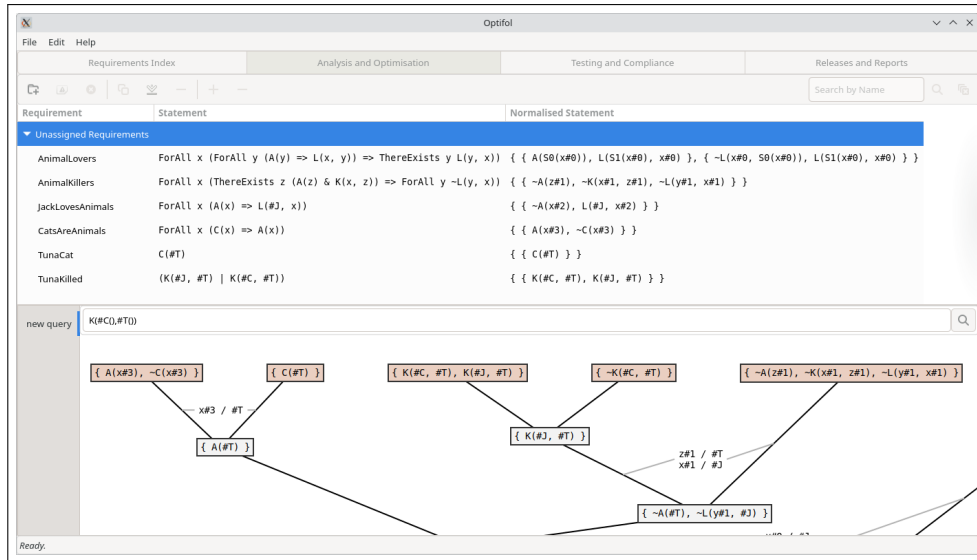 Optifol
File Edit Help
Requirements Index Analysis and Optimisation Testing and Compliance Releases and Reports
Search by Name
Requirement Statement Normalised Statement
Unassigned Requirements
AnimalLovers ForAll x (ForAll y (A(y) => L(x, y)) => ThereExists y L(y, x)) { { A(S0(x#0)), L(S1(x#0), x#0) }, { ~L(x#0, S0(x#0)), L(S1(x#0), x#0) } }
AnimalKillers ForAll x (ThereExists z (A(z) & K(x, z)) => ForAll y ~L(y, x)) { { ~A(z#1), ~K(x#1, z#1), ~L(y#1, x#1) } }
JackLovesAnimals ForAll x (A(x) => L(#J, x)) { { ~A(x#2), L(#J, x#2) } }
CatsAreAnimals ForAll x (C(x) => A(x)) { { A(x#3), ~C(x#3) } }
TunaCat C(#T) { { C(#T) } }
TunaKilled (K(#J, #T) | K(#C, #T)) { { K(#C, #T), K(#J, #T) } }
new query K(#C(),#T())
{ A(x#3), ~C(x#3) } { C(#T) } { K(#C, #T), K(#J, #T) } { ~K(#C, #T) } { ~A(z#1), ~K(x#1, z#1), ~L(y#1, x#1) }
x#3 / #T
{ A(#T) } { K(#J, #T) }
z#1 / #T
x#1 / #J
{ ~A(#T), ~L(y#1, #J) }
Ready.